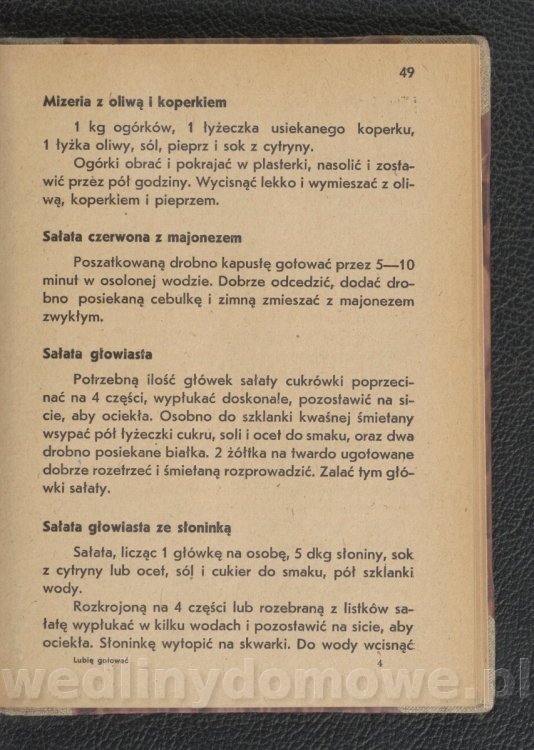 49
Mizeria z oliwą i koperkiem
1 kg ogórków, 1 łyżeczka usiekanego koperku,
1 łyżka oliwy, sól, pieprz i sok z cytryny.
Ogórki obrać i pokrajać w plasterki, nasolić i zosta-
wić przez pół godziny. Wycisnąć lekko i wymieszać z oli-
wą, koperkiem i pieprzem.
Sałata czerwona z majonezem
Poszatkowaną drobno kapustę gotować przez 5—10
minut w osolonej wodzie. Dobrze odcedzić, dodać dro-
bno posiekaną cebulkę i zimną zmieszać z majonezem
zwykłym.
Sałata głowiasta
Potrzebną ilość główek sałaty cukrówki poprzeci-
nać na 4 części, wypłukać doskonale, pozostawić na si-
cie, aby ociekła. Osobno do szklanki kwaśnej śmietany
wsypać pół łyżeczki cukru, soli i ocet do smaku, oraz dwa
drobno posiekane białka. 2 żółtka na twardo ugotowane
dobrze rozetrzeć i śmietaną rozprowadzić. Zalać tym głó-
wki sałaty.
Sałata głowiasta ze słoninką
Sałata, licząc 1 główkę na osobę, 5 dkg słoniny, sok
z cytryny lub ocet, sól i cukier do smaku, pół szklanki
wody.
Rozkrojoną na 4 części lub rozebraną z listków sa-
łatę wypłukać w kilku wodach i pozostawić na sicie, aby
ociekła. Słoninkę wytopić na skwarki. Do wody wcisnąć
Lubię gotować 4
wedlinydomowe.pl